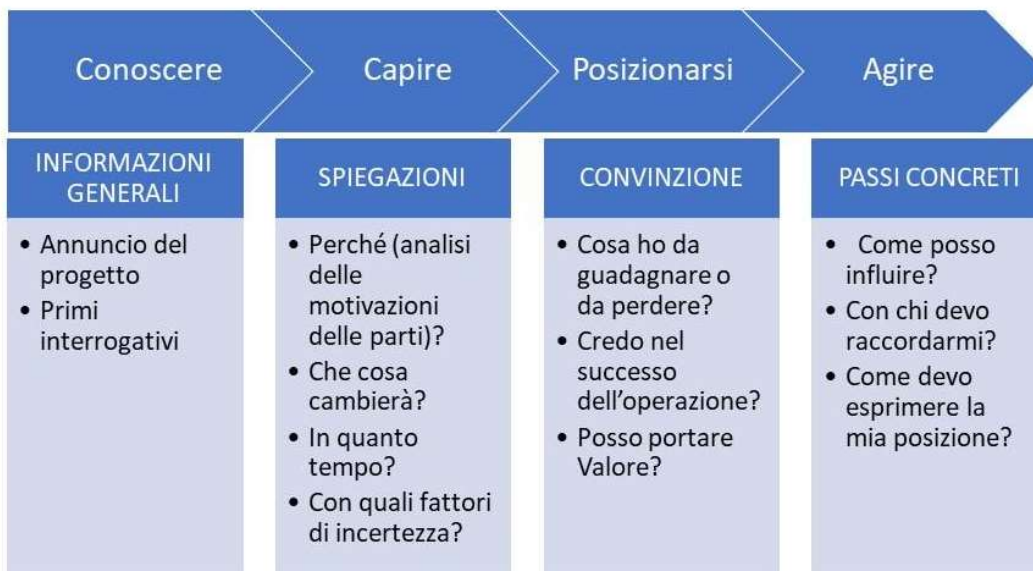 Conoscere
Capire
Posizionarsi
Agire
INFORMAZIONI
GENERALI
• Annuncio del
progetto
• Primi
interrogativi
SPIEGAZIONI
• Perché (analisi
delle
motivazioni
delle parti)?
• Che cosa
cambierà?
• In quanto
tempo?
• Con quali fattori
di incertezza?
CONVINZIONE
• Cosa ho da
guadagnare o
da perdere?
• Credo nel
successo
dell'operazione?
• Posso portare
Valore?
PASSI CONCRETI
• Come posso
influire?
• Con chi devo
raccordarmi?
• Come devo
esprimere la
mia posizione?